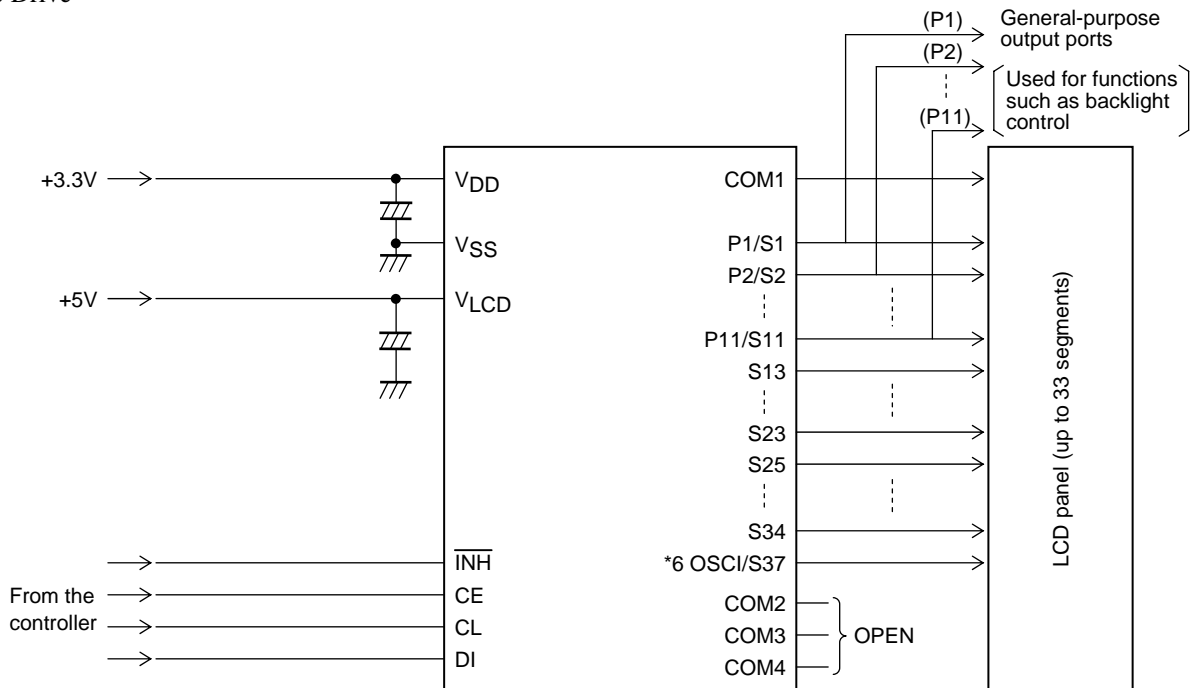 Drive
(P1)
General-purpose
output ports
(P2)
Used for functions
such as backlight
control
(P11)
+3.3V
VDD
COM1
VSS
P1/S1
P2/S2
+5V
VLCD
P11/S11
S13
S23
S25
S34
INH
*6 OSCI/S37
From the
controller
CE
COM2
CL
COM3
OPEN
DI
COM4
LCD panel (up to 33 segments)